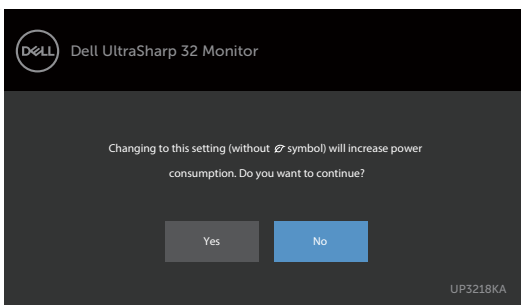 DELL
Dell UltraSharp 32 Monitor
Changing to this setting (without symbol) will increase power
consumption. Do you want to continue?
Yes
No
UP3218KA